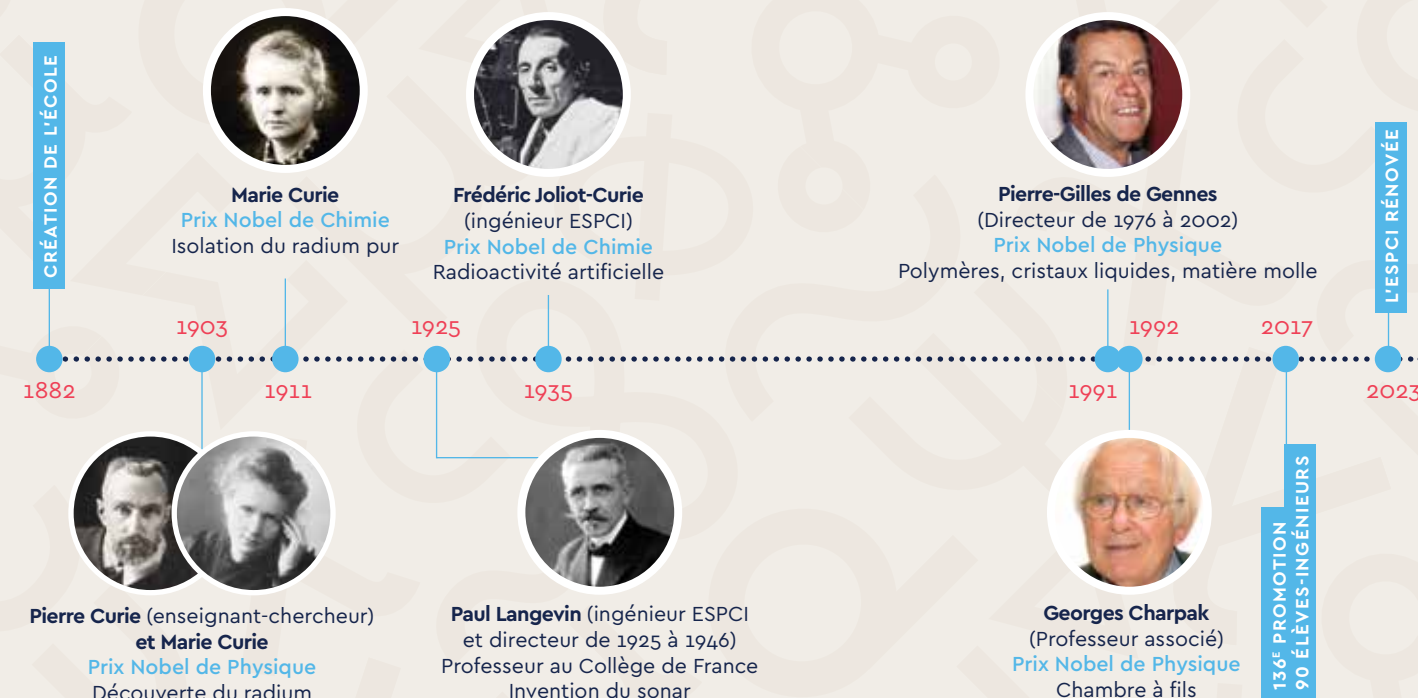 CRÉATION DE L'ÉCOLE
Marie Curie
Prix Nobel de Chimie
Isolation du radium pur
Frédéric Joliot-Curie
(ingénieur ESPCI)
Prix Nobel de Chimie
Radioactivité artificielle
Pierre-Gilles de Gennes
(Directeur de 1976 à 2002)
Prix Nobel de Physique
Polymères, cristaux liquides, matière molle
L'ESPCI RÉNOVÉE
1903
1925
1992
2017
1882
1911
1935
1991
2023
Pierre Curie (enseignant-chercheur)
et Marie Curie
Prix Nobel de Physique
Découverte du radium
Paul Langevin (ingénieur ESPCI
et directeur de 1925 à 1946)
Professeur au Collège de France
Invention du sonar
Georges Charpak
(Professeur associé)
Prix Nobel de Physique
Chambre à fils
136E PROMOTION
90 ÉLÈVES-INGÉNIEURS